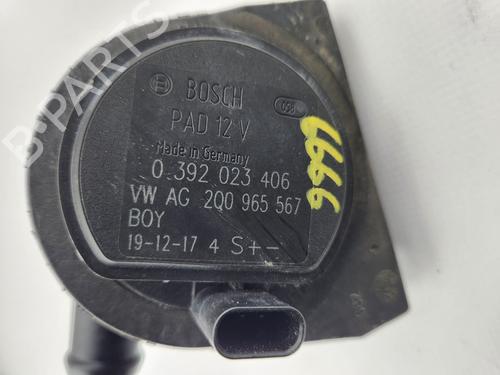 BOSCH
PAD 12 V
Made in Germany
0 392 023 406
VW AG 2Q0 965 567
BOY
19-12-17 4 S+-
B-PARTS